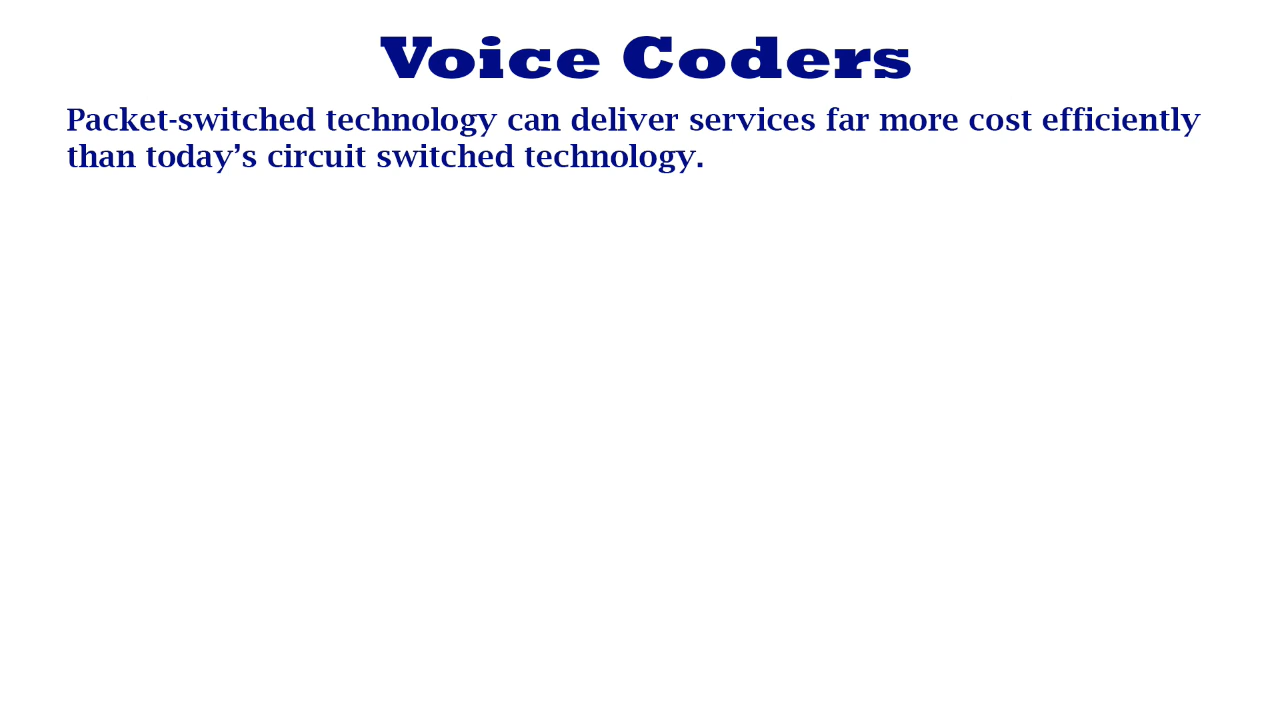 Voice Coders
Packet-switched technology can deliver services far more cost efficiently
than today’s circuit switched technology.